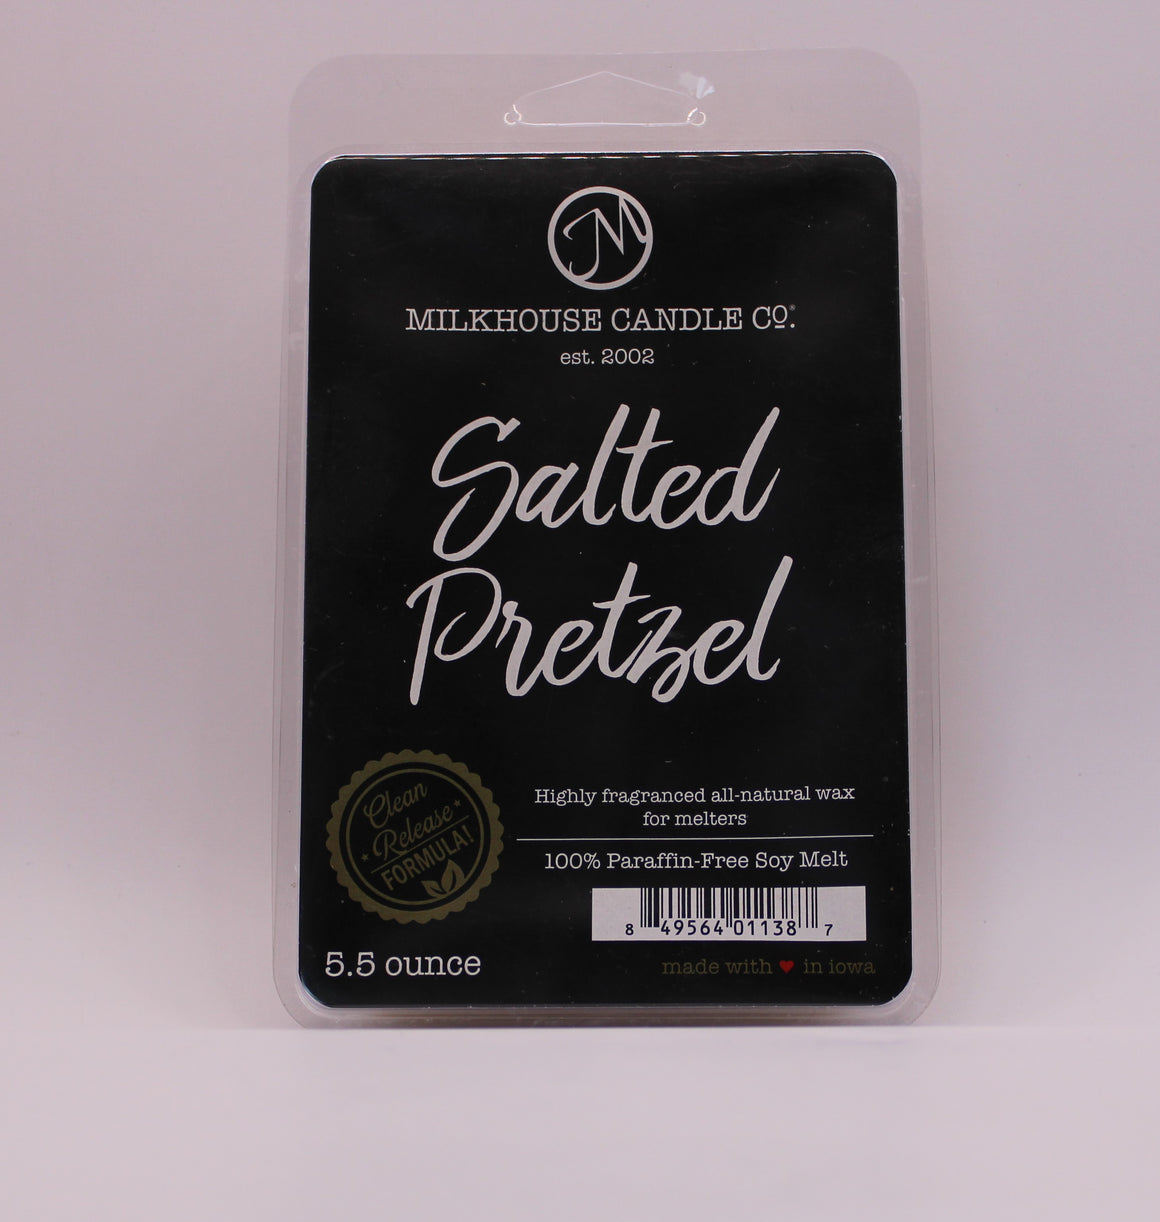 JM
MILKHOUSE CANDLE Co.®
est. 2002
Salted
Pretzel
Clean
Release
FORMULA!
Highly fragranced all-natural wax
for melters
100% Paraffin-Free Soy Melt
8 49564 01138 7
5.5 ounce
made with ♥ in iowa